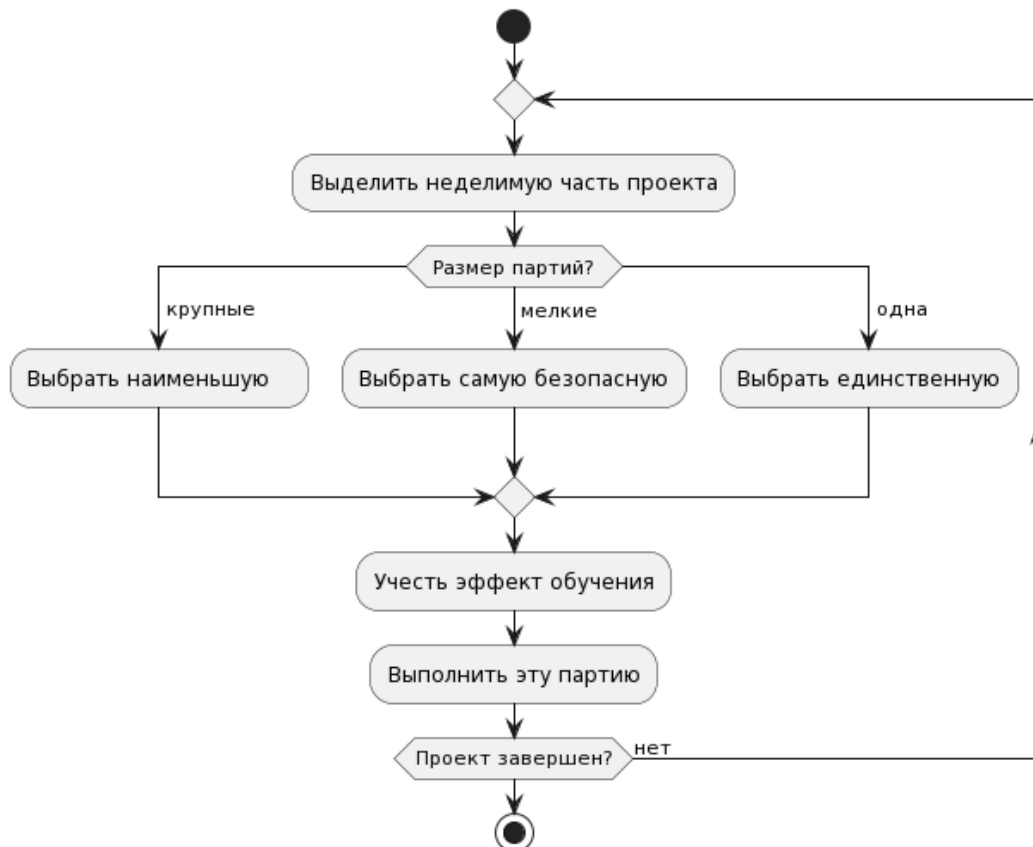 Выделить неделимую часть проекта
Размер партий?
крупные
мелкие
одна
Выбрать наименьшую
Выбрать самую безопасную
Выбрать единственную
Учесть эффект обучения
Выполнить эту партию
Проект завершен?
нет